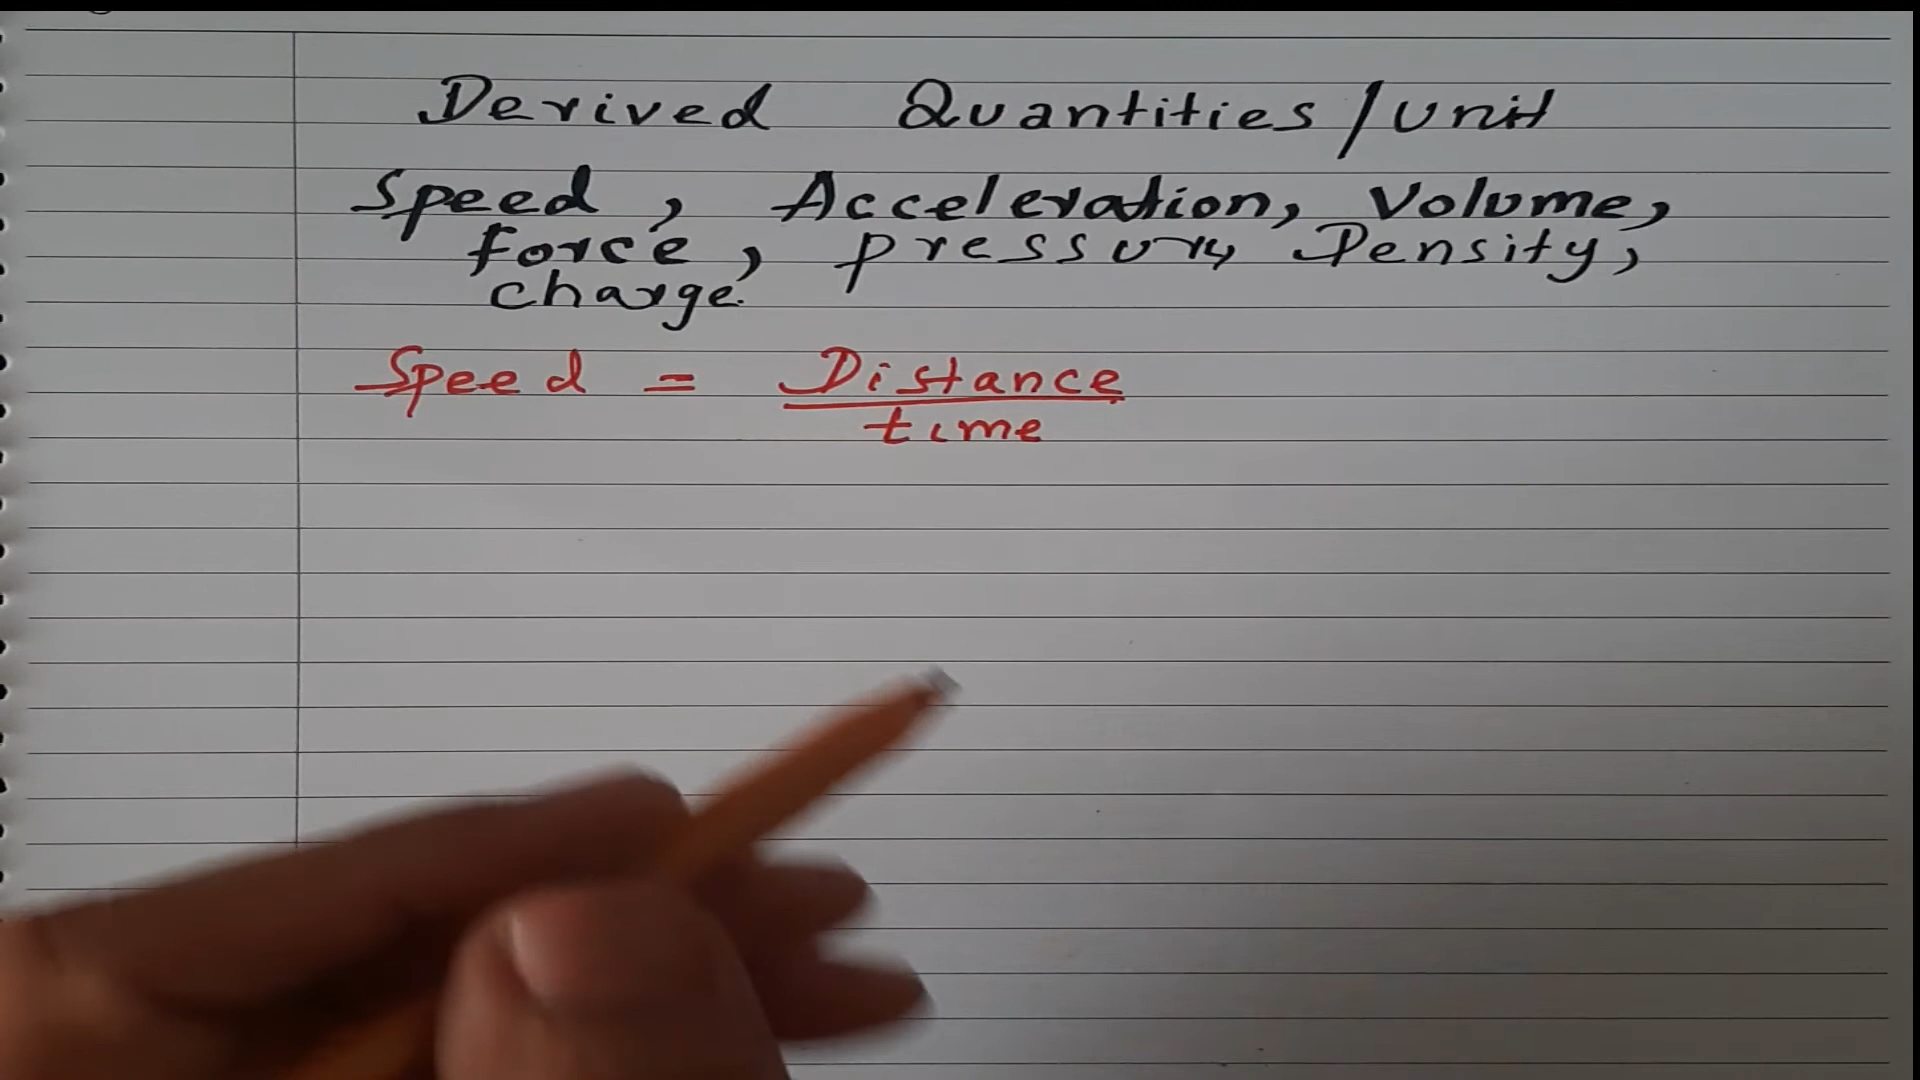 Derived Quantities/unit
Speed, Acceleration, Volume,
force, pressure, Density,
charge.
Speed = Distance
time